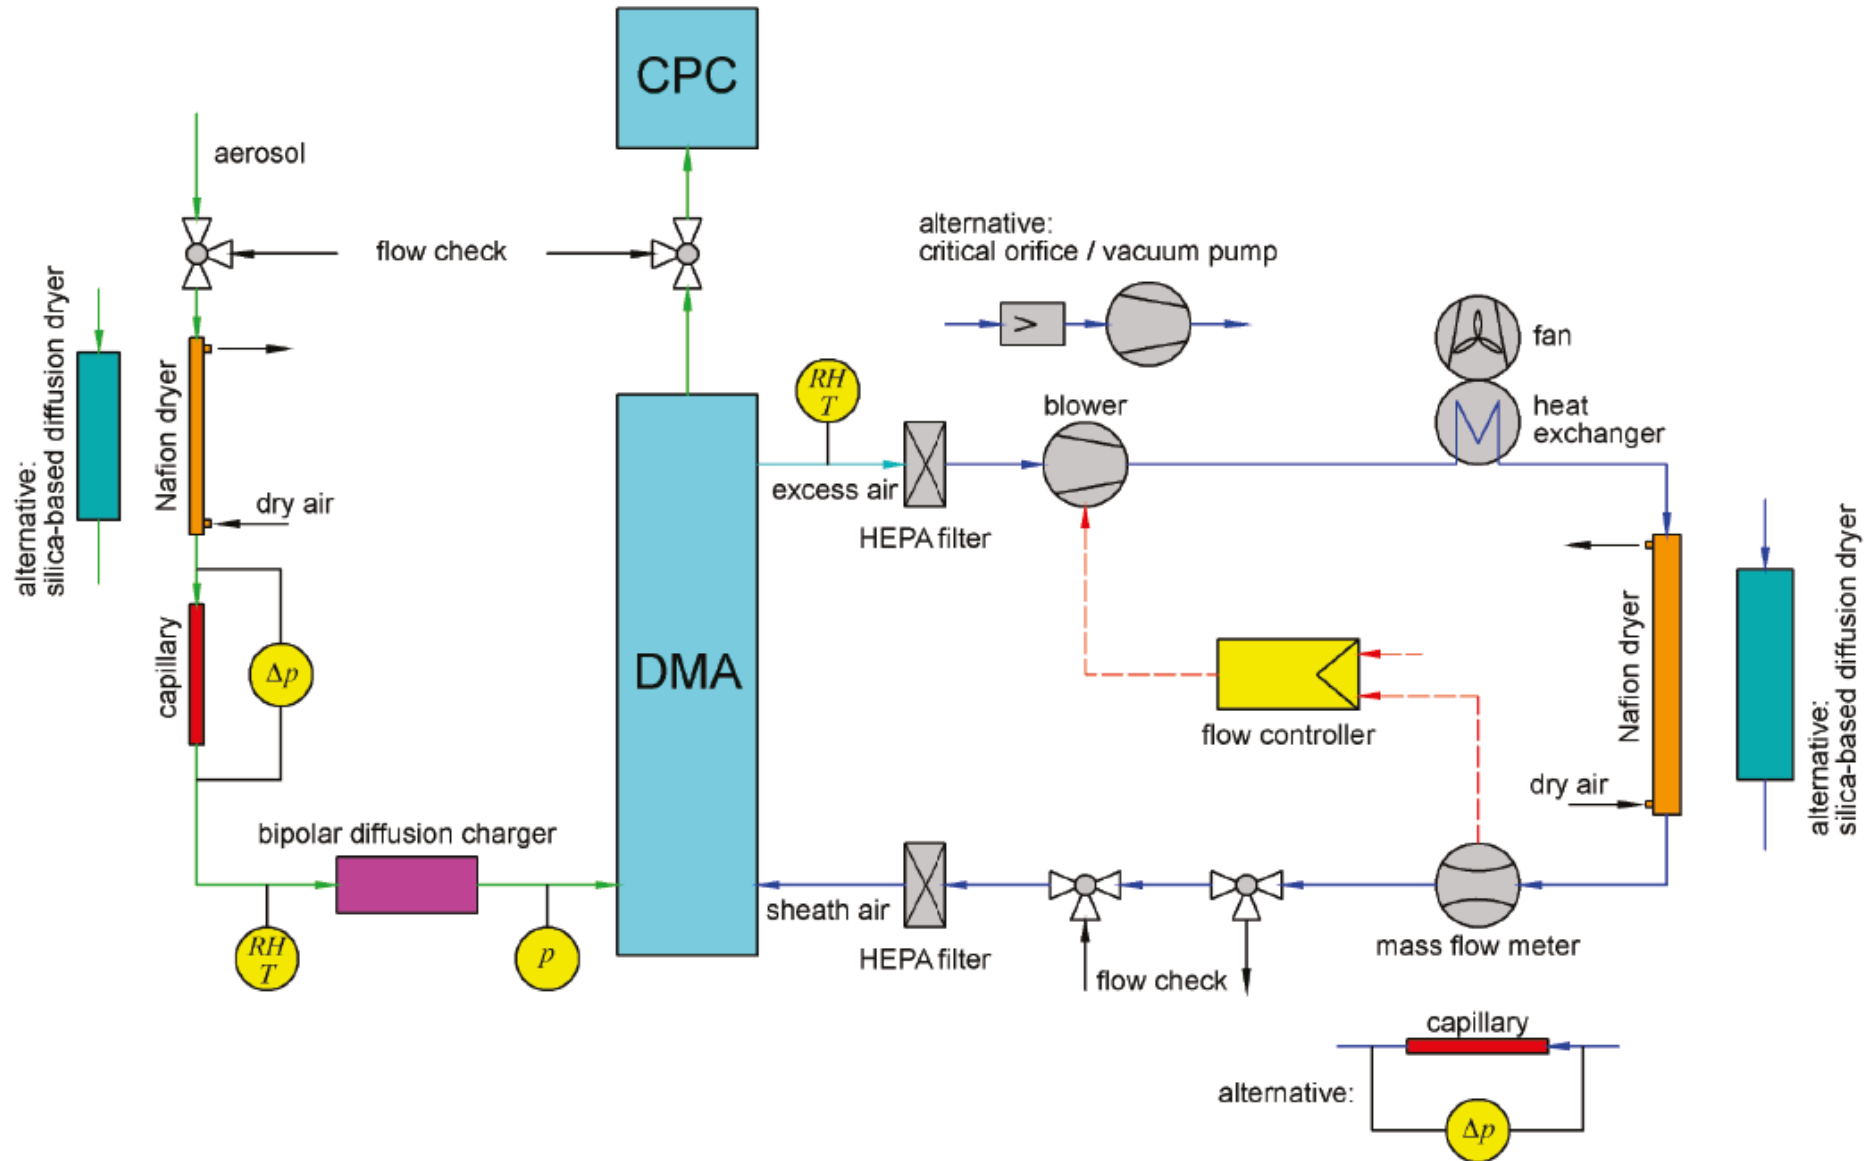 CPC
aerosol
flow check
alternative:
critical orifice / vacuum pump
>
fan
heat
exchanger
RH
T
blower
excess air
HEPA filter
alternative:
silica-based diffusion dryer
Nafion dryer
dry air
capillary
Δp
DMA
flow controller
Nafion dryer
dry air
alternative:
silica-based diffusion dryer
bipolar diffusion charger
RH
T
p
sheath air
HEPA filter
flow check
mass flow meter
capillary
alternative:
Δp